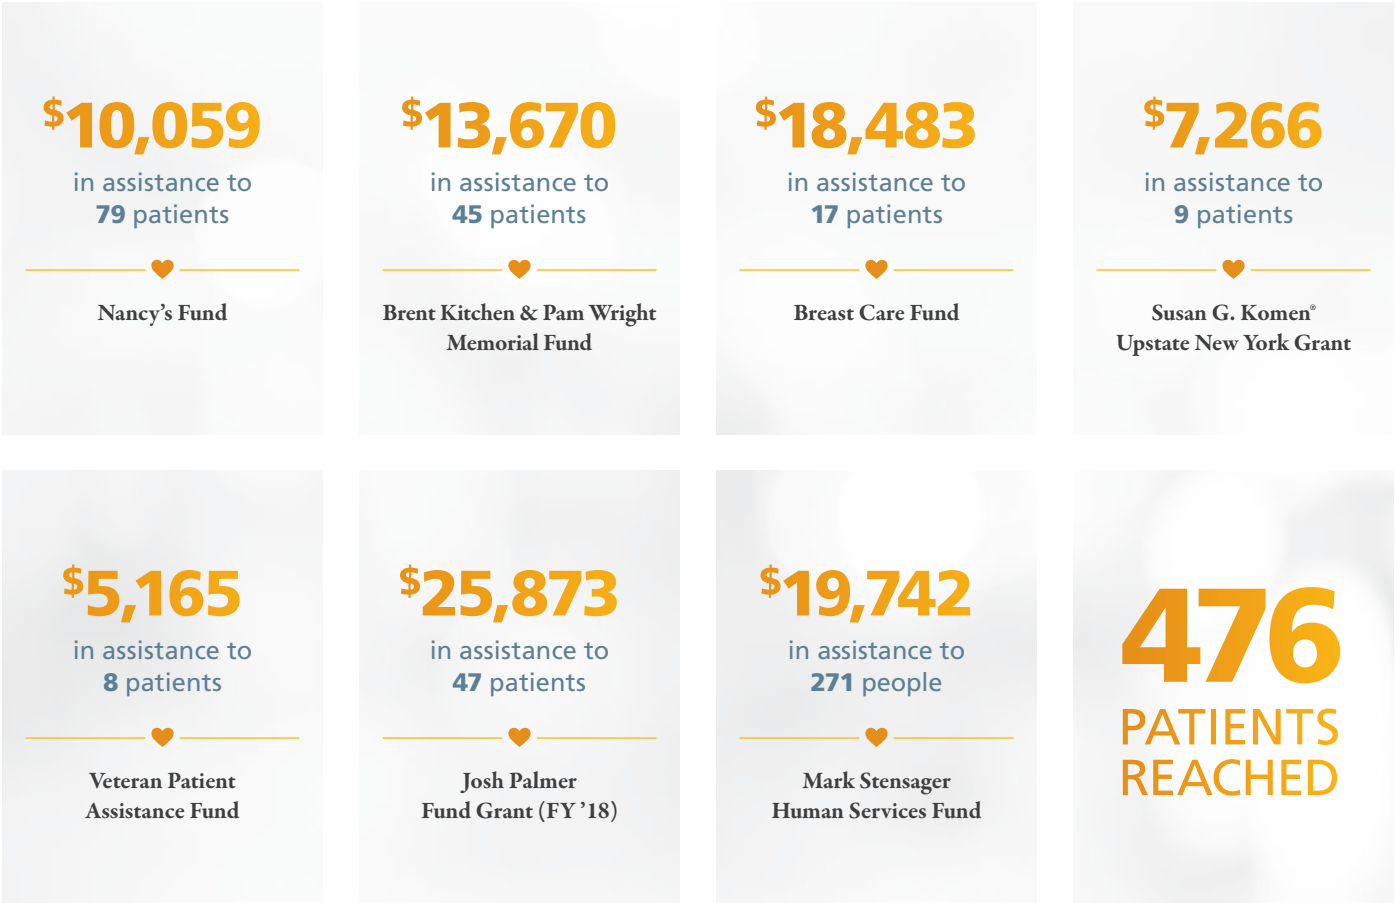 $10,059
in assistance to
79 patients
Nancy’s Fund
$13,670
in assistance to
45 patients
Brent Kitchen & Pam Wright
Memorial Fund
$18,483
in assistance to
17 patients
Breast Care Fund
$7,266
in assistance to
9 patients
Susan G. Komen®
Upstate New York Grant
$5,165
in assistance to
8 patients
Veteran Patient
Assistance Fund
$25,873
in assistance to
47 patients
Josh Palmer
Fund Grant (FY ’18)
$19,742
in assistance to
271 people
Mark Stensager
Human Services Fund
476
PATIENTS
REACHED